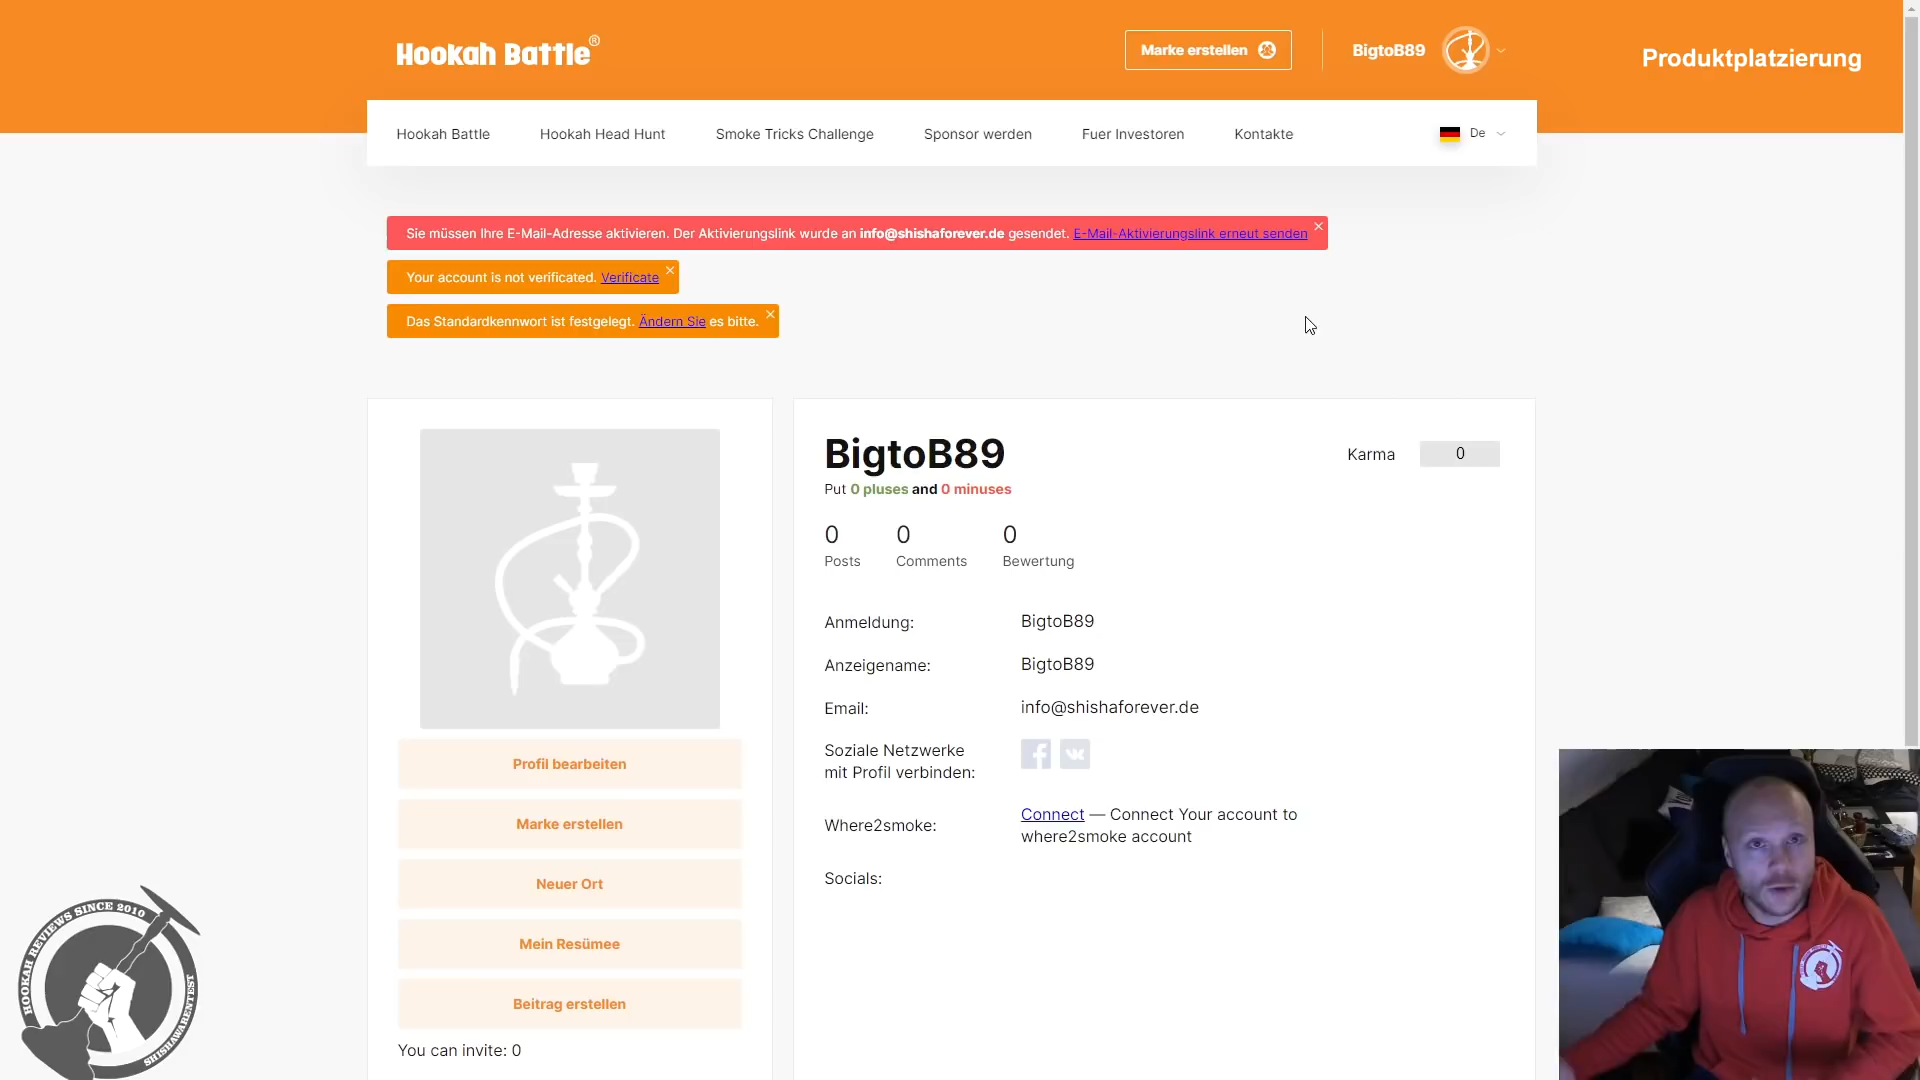 Hookah Battle®
Marke erstellen
BigtoB89
Produktplatzierung
Hookah Battle
Hookah Head Hunt
Smoke Tricks Challenge
Sponsor werden
Fuer Investoren
Kontakte
De
Sie müssen Ihre E-Mail-Adresse aktivieren. Der Aktivierungslink wurde an info@shishaforever.de gesendet. E-Mail-Aktivierungslink erneut senden
Your account is not verificated. Verificate
Das Standardkennwort ist festgelegt. Ändern Sie es bitte.
BigtoB89
Karma 0
Put 0 pluses and 0 minuses
0 0 0
Posts Comments Bewertung
Anmeldung: BigtoB89
Anzeigename: BigtoB89
Email: info@shishaforever.de
Soziale Netzwerke
mit Profil verbinden:
Where2smoke:
Connect — Connect Your account to
where2smoke account
Socials:
Profil bearbeiten
Marke erstellen
Neuer Ort
Mein Resümee
Beitrag erstellen
You can invite: 0
HOOKAH REVIEWS SINCE 2010
SHISHAWARENTEST